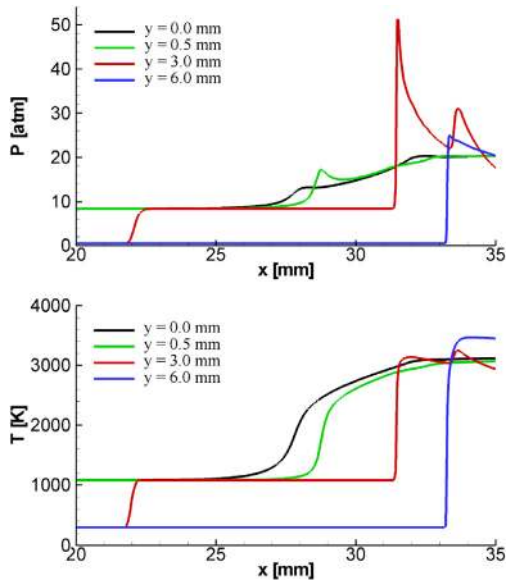 P [atm]
50
40
30
20
10
0
y = 0.0 mm
y = 0.5 mm
y = 3.0 mm
y = 6.0 mm
20 25 30 35
x [mm]
T [K]
4000
3000
2000
1000
0
y = 0.0 mm
y = 0.5 mm
y = 3.0 mm
y = 6.0 mm
20 25 30 35
x [mm]